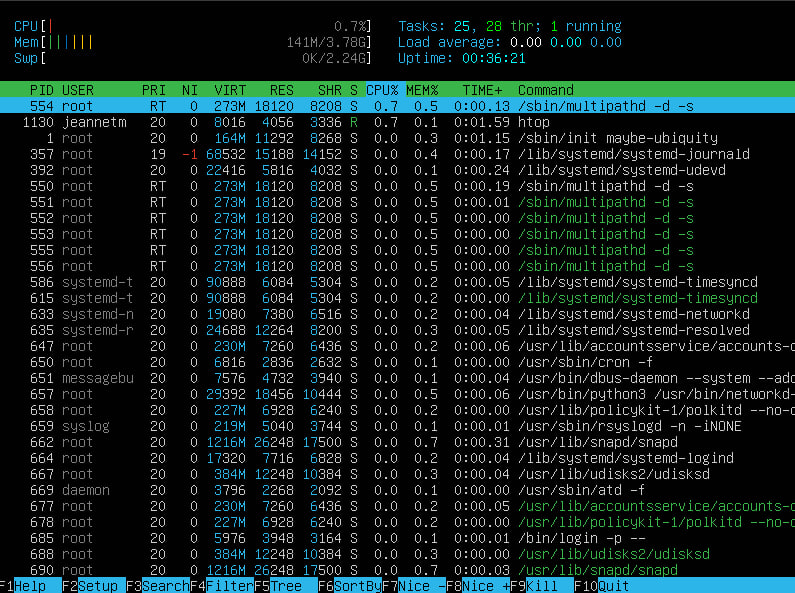 CPU[| 0.7%] Tasks: 25, 28 thr; 1 running
Mem[|||||| 141M/3.78G] Load average: 0.00 0.00 0.00
Swp[ 0K/2.24G] Uptime: 00:36:21
PID USER PRI NI VIRT RES SHR S CPU% MEM% TIME+ Command
554 root RT 0 273M 18120 8208 S 0.7 0.5 0:00.13 /sbin/multipathd -d -s
1130 jeannetm 20 0 8016 4056 3336 R 0.7 0.1 0:01.59 htop
1 root 20 0 164M 11292 8268 S 0.0 0.3 0:01.15 /sbin/init maybe-ubiquity
357 root 19 -1 68532 15188 14152 S 0.0 0.4 0:00.17 /lib/systemd/systemd-journald
392 root 20 0 22416 5816 4032 S 0.0 0.1 0:00.24 /lib/systemd/systemd-udevd
550 root RT 0 273M 18120 8208 S 0.0 0.5 0:00.19 /sbin/multipathd -d -s
551 root RT 0 273M 18120 8208 S 0.0 0.5 0:00.01 /sbin/multipathd -d -s
552 root RT 0 273M 18120 8208 S 0.0 0.5 0:00.00 /sbin/multipathd -d -s
553 root RT 0 273M 18120 8208 S 0.0 0.5 0:00.00 /sbin/multipathd -d -s
555 root RT 0 273M 18120 8208 S 0.0 0.5 0:00.00 /sbin/multipathd -d -s
556 root RT 0 273M 18120 8208 S 0.0 0.5 0:00.00 /sbin/multipathd -d -s
586 systemd-t 20 0 90888 6084 5304 S 0.0 0.2 0:00.05 /lib/systemd/systemd-timesyncd
615 systemd-t 20 0 90888 6084 5304 S 0.0 0.2 0:00.00 /lib/systemd/systemd-timesyncd
633 systemd-n 20 0 19080 7380 6516 S 0.0 0.2 0:00.04 /lib/systemd/systemd-networkd
635 systemd-r 20 0 24688 12264 8200 S 0.0 0.3 0:00.05 /lib/systemd/systemd-resolved
647 root 20 0 230M 7260 6436 S 0.0 0.2 0:00.06 /usr/lib/accountsservice/accounts-d
650 root 20 0 6816 2836 2632 S 0.0 0.1 0:00.00 /usr/sbin/cron -f
651 messagebu 20 0 7576 4732 3940 S 0.0 0.1 0:00.04 /usr/bin/dbus-daemon --system --add
657 root 20 0 29392 18456 10444 S 0.0 0.5 0:00.06 /usr/bin/python3 /usr/bin/networkd-
658 root 20 0 227M 6928 6240 S 0.0 0.2 0:00.00 /usr/lib/policykit-1/polkitd --no-d
659 syslog 20 0 219M 5040 3744 S 0.0 0.1 0:00.01 /usr/sbin/rsyslogd -n -iNONE
662 root 20 0 1216M 26248 17500 S 0.0 0.7 0:00.31 /usr/lib/snapd/snapd
664 root 20 0 17320 7716 6828 S 0.0 0.2 0:00.04 /lib/systemd/systemd-logind
667 root 20 0 384M 12248 10384 S 0.0 0.3 0:00.04 /usr/lib/udisks2/udisksd
669 daemon 20 0 3796 2268 2092 S 0.0 0.1 0:00.00 /usr/sbin/atd -f
677 root 20 0 230M 7260 6436 S 0.0 0.2 0:00.05 /usr/lib/accountsservice/accounts-d
678 root 20 0 227M 6928 6240 S 0.0 0.2 0:00.00 /usr/lib/policykit-1/polkitd --no-d
685 root 20 0 5976 3948 3164 S 0.0 0.1 0:00.01 /bin/login -p --
688 root 20 0 384M 12248 10384 S 0.0 0.3 0:00.00 /usr/lib/udisks2/udisksd
690 root 20 0 1216M 26248 17500 S 0.0 0.7 0:00.03 /usr/lib/snapd/snapd
F1Help F2Setup F3SearchF4FilterF5Tree F6SortByF7Nice -F8Nice +F9Kill F10Quit